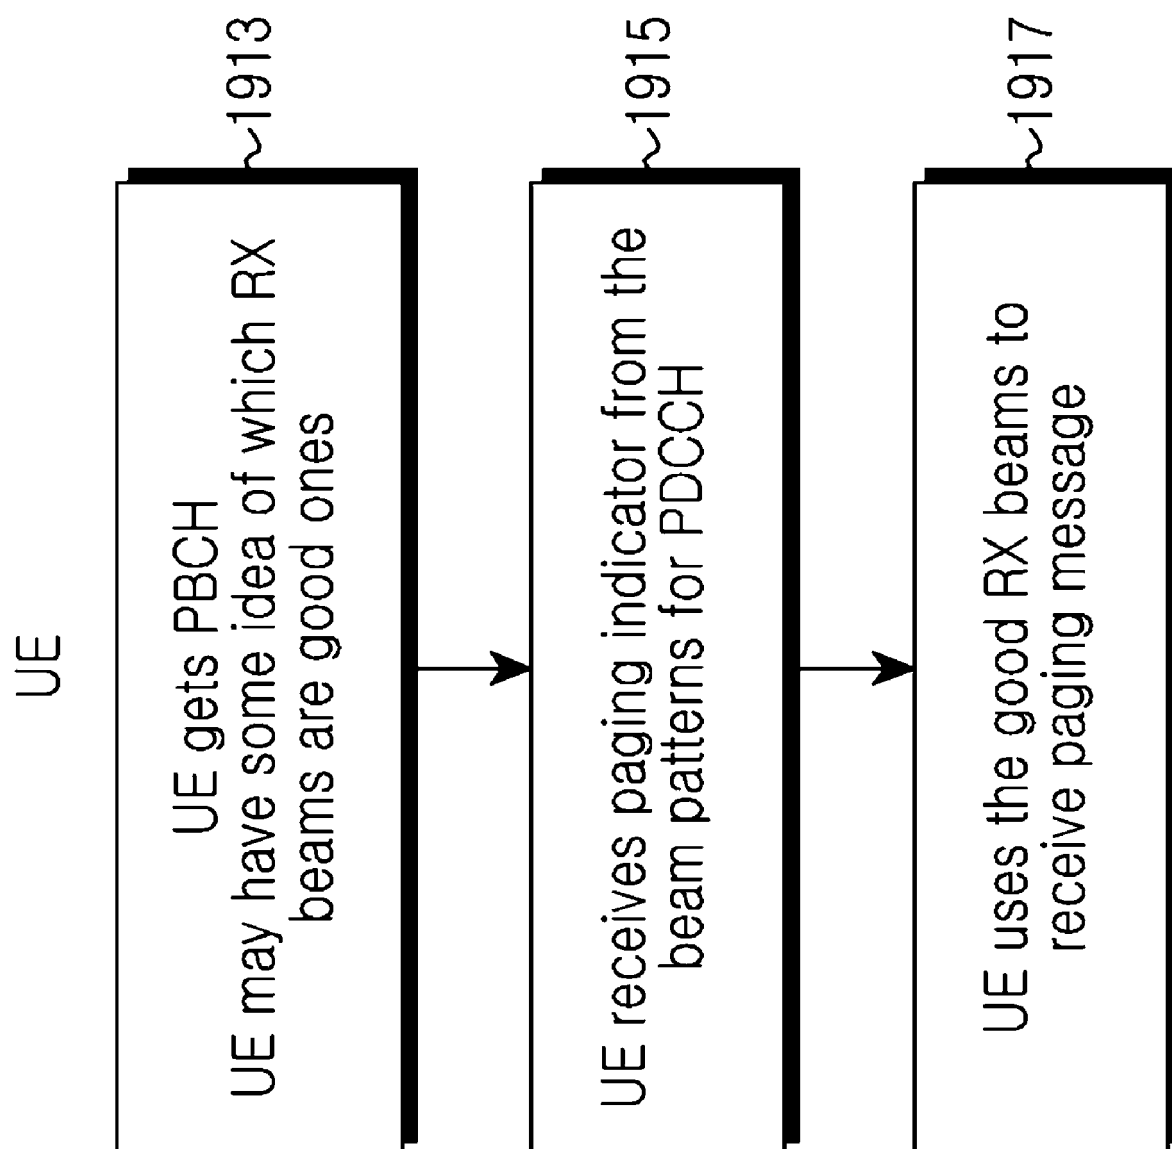 UE
UE gets PBCH
UE may have some idea of which RX
beams are good ones
1913
UE receives paging indicator from the
beam patterns for PDCCH
1915
UE uses the good RX beams to
receive paging message
1917